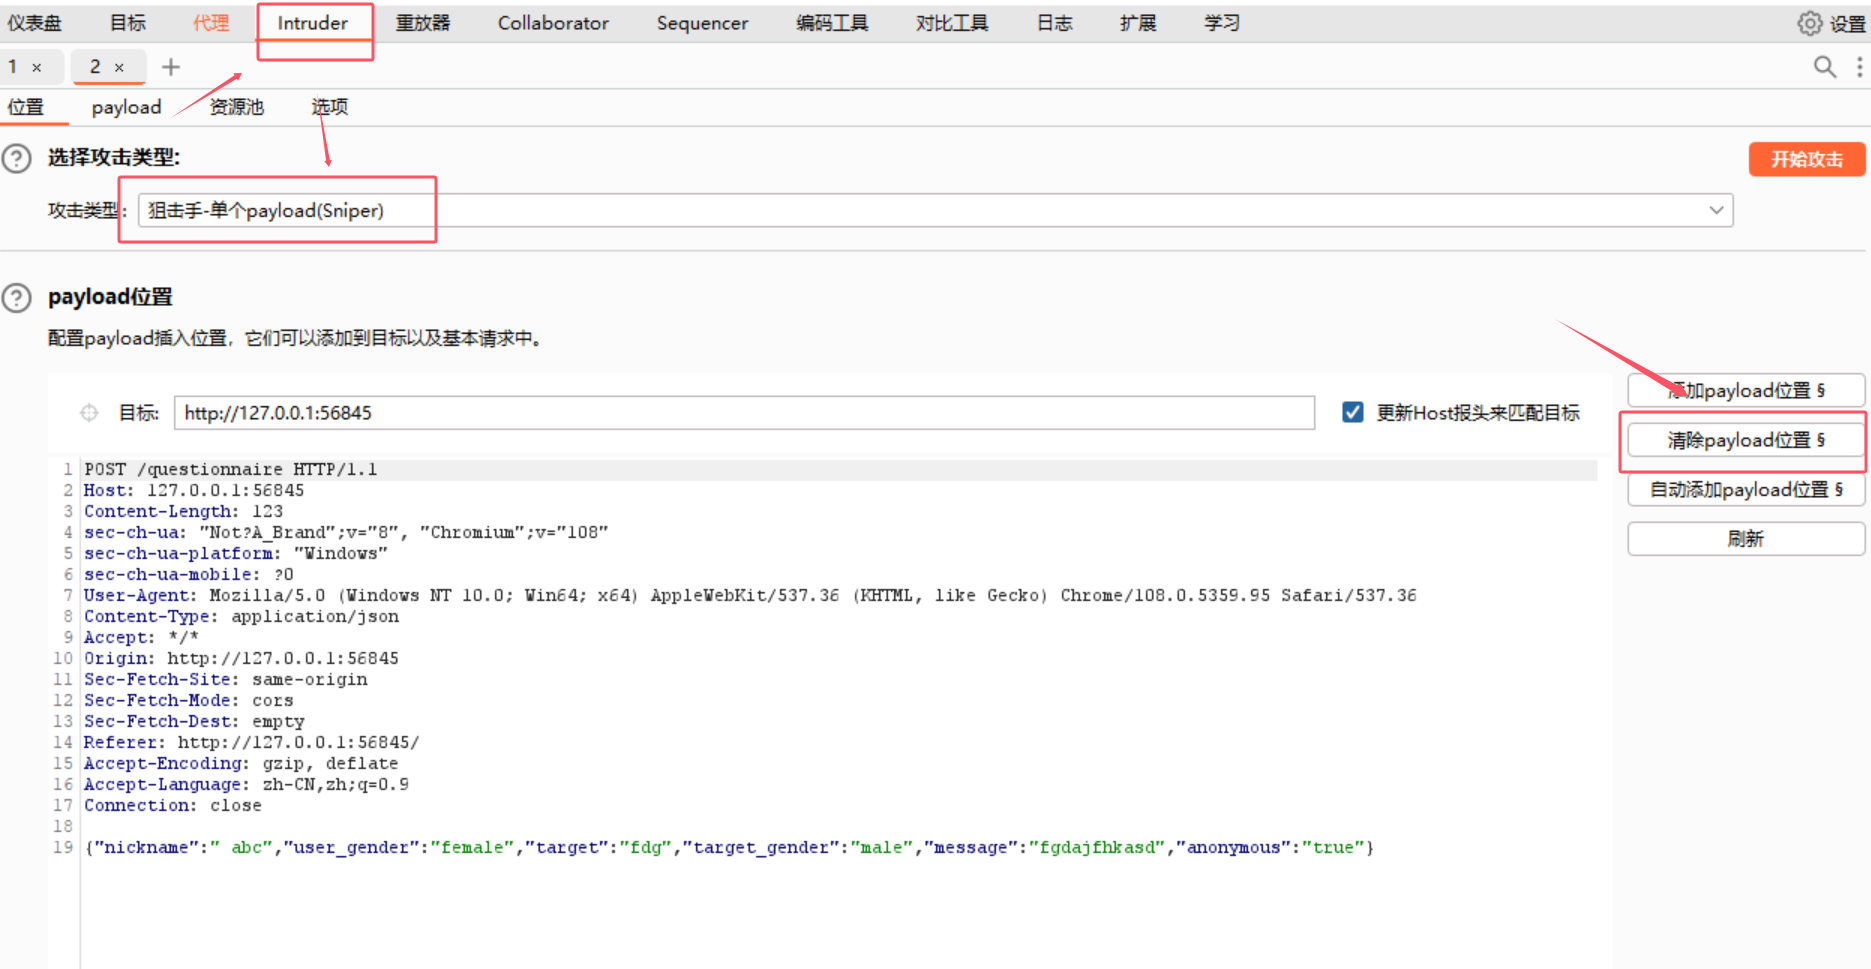 仪表盘 目标 代理 Intruder 重放器 Collaborator Sequencer 编码工具 对比工具 日志 扩展 学习 设置
1 × 2 × +
位置 payload 资源池 选项
? 选择攻击类型: 开始攻击
攻击类型: 狙击手-单个payload(Sniper)
? payload位置
配置payload插入位置，它们可以添加到目标以及基本请求中。
添加payload位置 §
目标: http://127.0.0.1:56845 更新Host报头来匹配目标
清除payload位置 §
自动添加payload位置 §
刷新
1 POST /questionnaire HTTP/1.1
2 Host: 127.0.0.1:56845
3 Content-Length: 123
4 sec-ch-ua: "Not?A_Brand";v="8", "Chromium";v="108"
5 sec-ch-ua-platform: "Windows"
6 sec-ch-ua-mobile: ?0
7 User-Agent: Mozilla/5.0 (Windows NT 10.0; Win64; x64) AppleWebKit/537.36 (KHTML, like Gecko) Chrome/108.0.5359.95 Safari/537.36
8 Content-Type: application/json
9 Accept: */*
10 Origin: http://127.0.0.1:56845
11 Sec-Fetch-Site: same-origin
12 Sec-Fetch-Mode: cors
13 Sec-Fetch-Dest: empty
14 Referer: http://127.0.0.1:56845/
15 Accept-Encoding: gzip, deflate
16 Accept-Language: zh-CN,zh;q=0.9
17 Connection: close
18
19 {"nickname":" abc","user_gender":"female","target":"fdg","target_gender":"male","message":"fgdajfhkasd","anonymous":"true"}